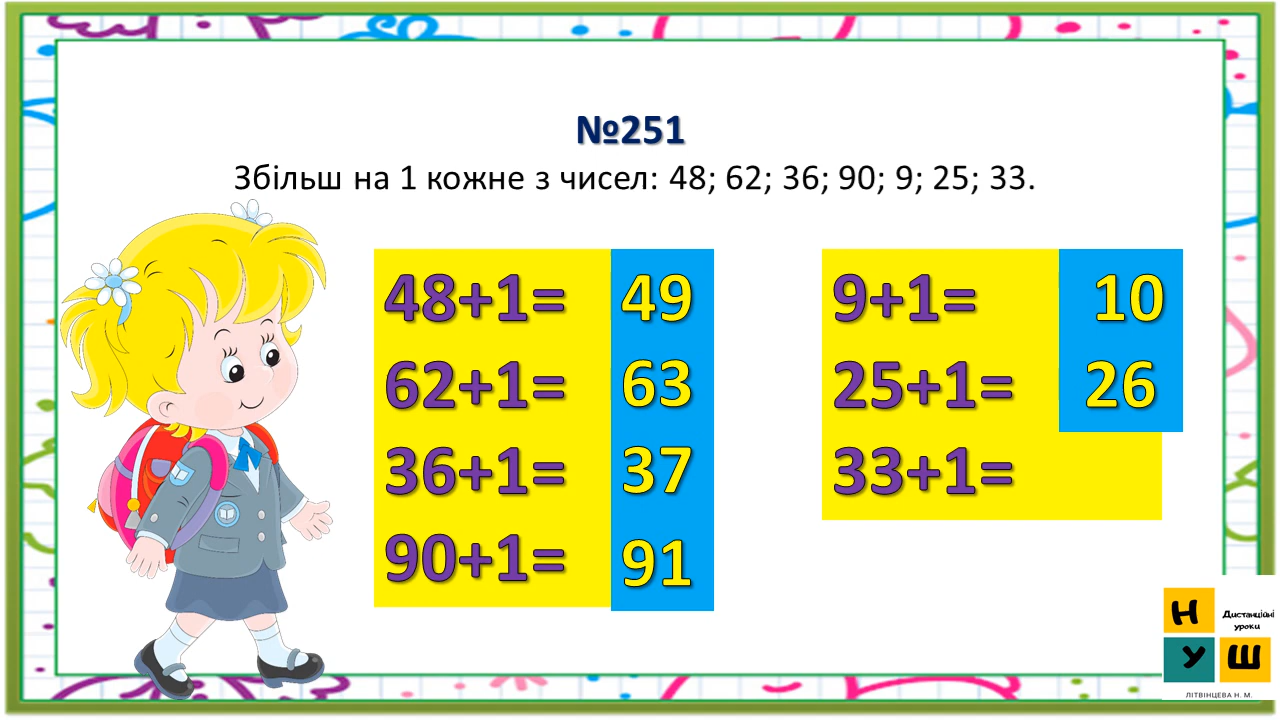 №251
Збільш на 1 кожне з чисел: 48; 62; 36; 90; 9; 25; 33.
48+1= 49
62+1= 63
36+1= 37
90+1= 91
9+1= 10
25+1= 26
33+1=
Н Дистанційні
уроки
У Ш
ЛІТВІНЦЕВА Н. М.